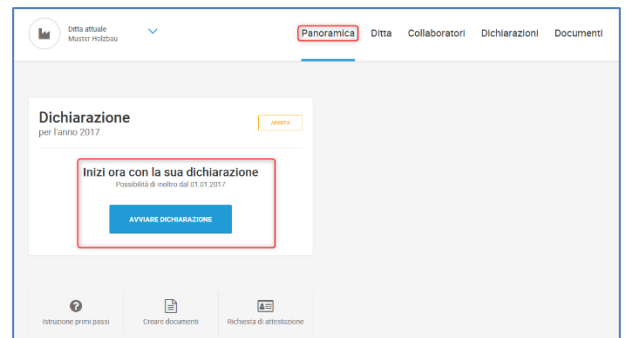 Ditta attuale
Muster Holzbau
Panoramica Ditta Collaboratori Dichiarazioni Documenti
Dichiarazione
per l'anno 2017
APERTA
Inizi ora con la sua dichiarazione
Possibilità di inoltro dal 01.01.2017
AVVIARE DICHIARAZIONE
Istruzione primi passi
Creare documenti
Richiesta di attestazione